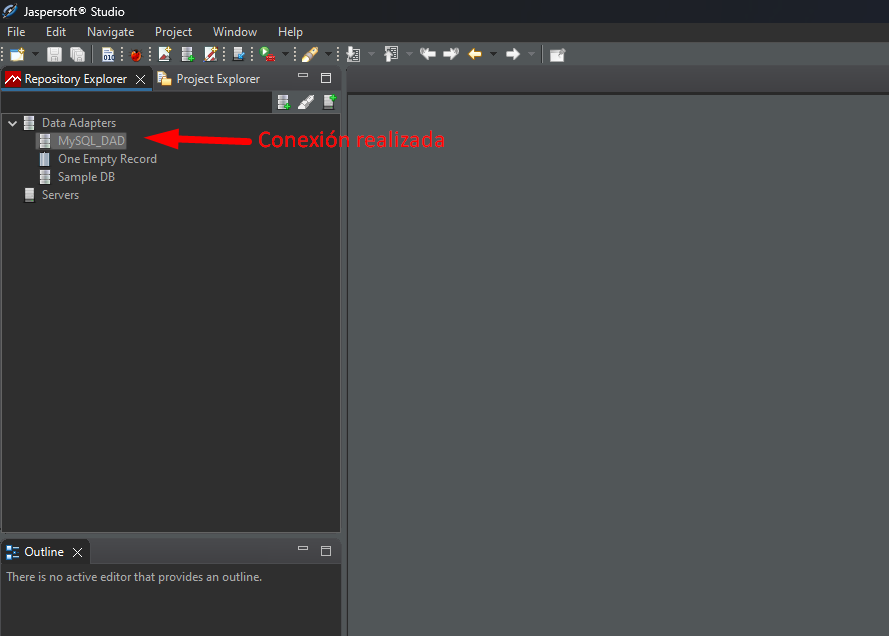 Jaspersoft® Studio
File Edit Navigate Project Window Help
010
Repository Explorer Project Explorer
Data Adapters
MySQL_DAD
Conexión realizada
One Empty Record
Sample DB
Servers
Outline
There is no active editor that provides an outline.